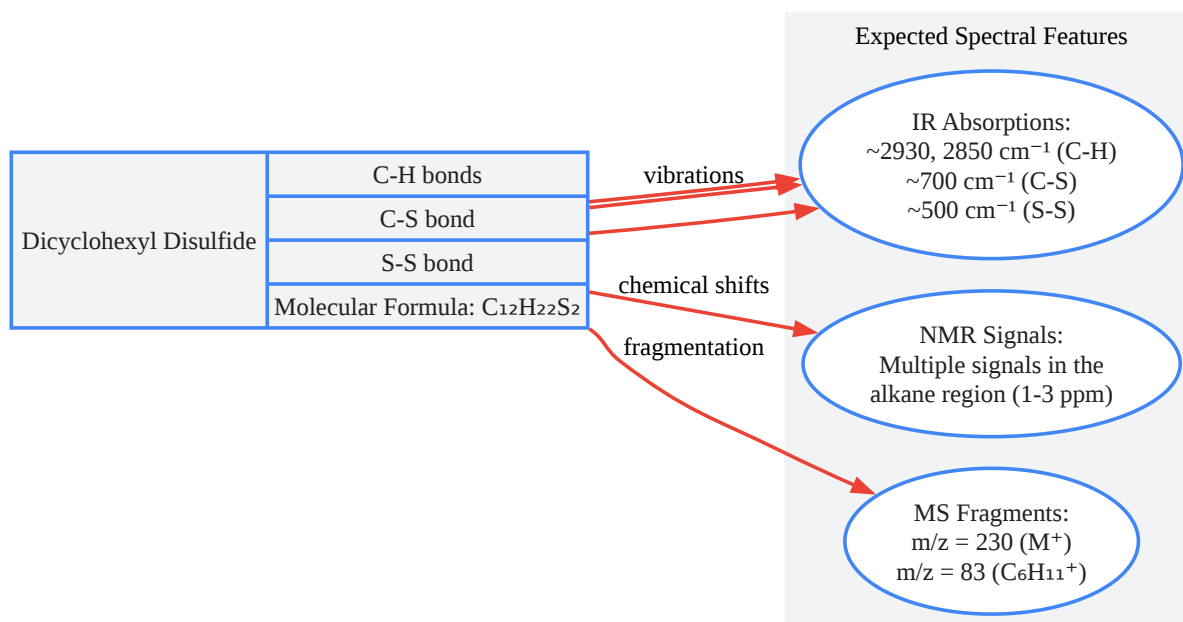 Expected Spectral Features
IR Absorptions:
~2930, 2850 cm⁻¹ (C-H)
~700 cm⁻¹ (C-S)
~500 cm⁻¹ (S-S)
Dicyclohexyl Disulfide
C-H bonds
C-S bond
S-S bond
Molecular Formula: C₁₂H₂₂S₂
vibrations
chemical shifts
fragmentation
NMR Signals:
Multiple signals in the
alkane region (1-3 ppm)
MS Fragments:
m/z = 230 (M⁺)
m/z = 83 (C₆H₁₁⁺)